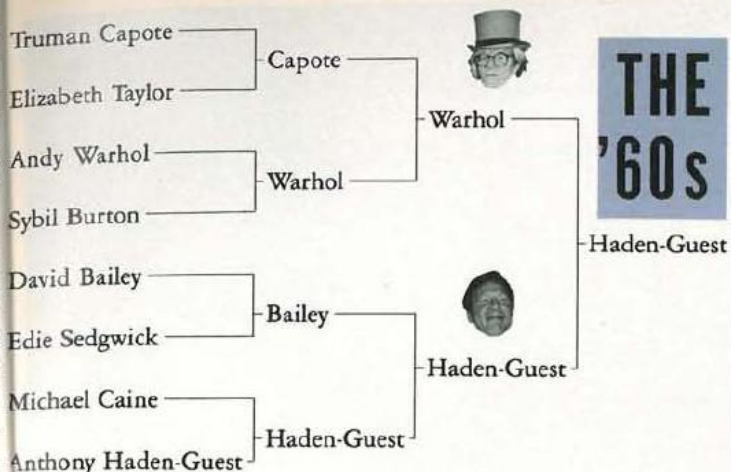 Truman Capote
Elizabeth Taylor
Andy Warhol
Sybil Burton
David Bailey
Edie Sedgwick
Michael Caine
Anthony Haden-Guest
Capote
Warhol
Bailey
Haden-Guest
Warhol
Haden-Guest
THE
'60s
Haden-Guest